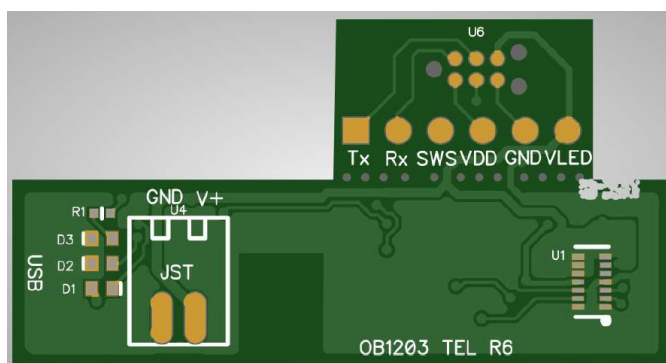 U6
Tx Rx SWS VDD GND VLED
GND V+
U4
R1
D3
JST
U1
D2
USB
D1
OB1203 TEL R6